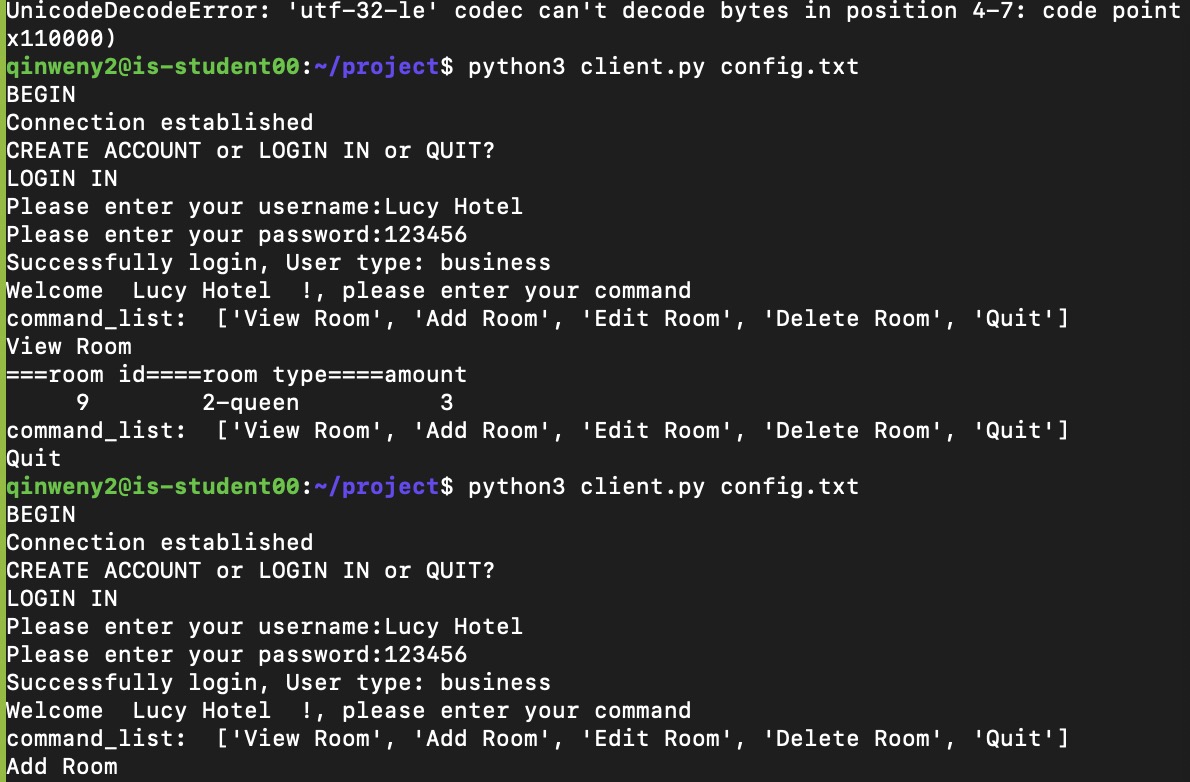 UnicodeDecodeError: 'utf-32-le' codec can't decode bytes in position 4-7: code point
x110000)
qinweny2@is-student00:~/project$ python3 client.py config.txt
BEGIN
Connection established
CREATE ACCOUNT or LOGIN IN or QUIT?
LOGIN IN
Please enter your username:Lucy Hotel
Please enter your password:123456
Successfully login, User type: business
Welcome  Lucy Hotel  !, please enter your command
command_list:  ['View Room', 'Add Room', 'Edit Room', 'Delete Room', 'Quit']
View Room
===room id====room type====amount
     9        2-queen          3
command_list:  ['View Room', 'Add Room', 'Edit Room', 'Delete Room', 'Quit']
Quit
qinweny2@is-student00:~/project$ python3 client.py config.txt
BEGIN
Connection established
CREATE ACCOUNT or LOGIN IN or QUIT?
LOGIN IN
Please enter your username:Lucy Hotel
Please enter your password:123456
Successfully login, User type: business
Welcome  Lucy Hotel  !, please enter your command
command_list:  ['View Room', 'Add Room', 'Edit Room', 'Delete Room', 'Quit']
Add Room